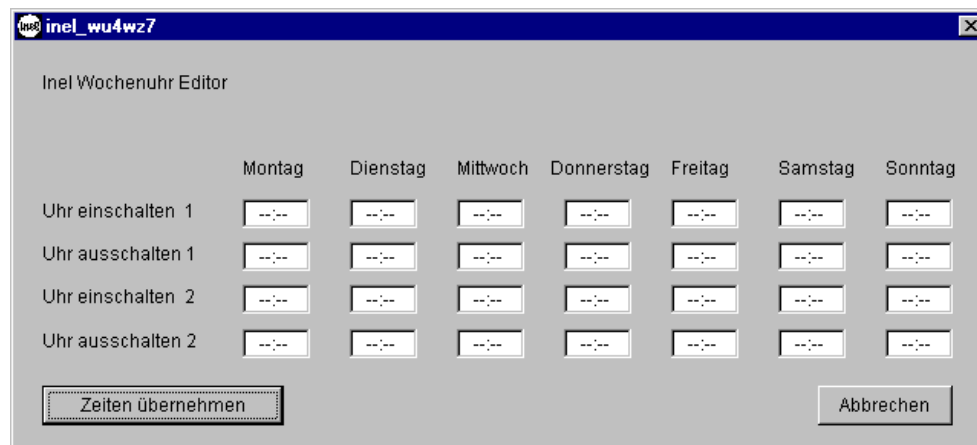 inel_wu4wz7
Inel Wochenuhr Editor
Montag Dienstag Mittwoch Donnerstag Freitag Samstag Sonntag
Uhr einschalten 1 --:-- --:-- --:-- --:-- --:-- --:-- --:--
Uhr ausschalten 1 --:-- --:-- --:-- --:-- --:-- --:-- --:--
Uhr einschalten 2 --:-- --:-- --:-- --:-- --:-- --:-- --:--
Uhr ausschalten 2 --:-- --:-- --:-- --:-- --:-- --:-- --:--
Zeiten übernehmen Abbrechen